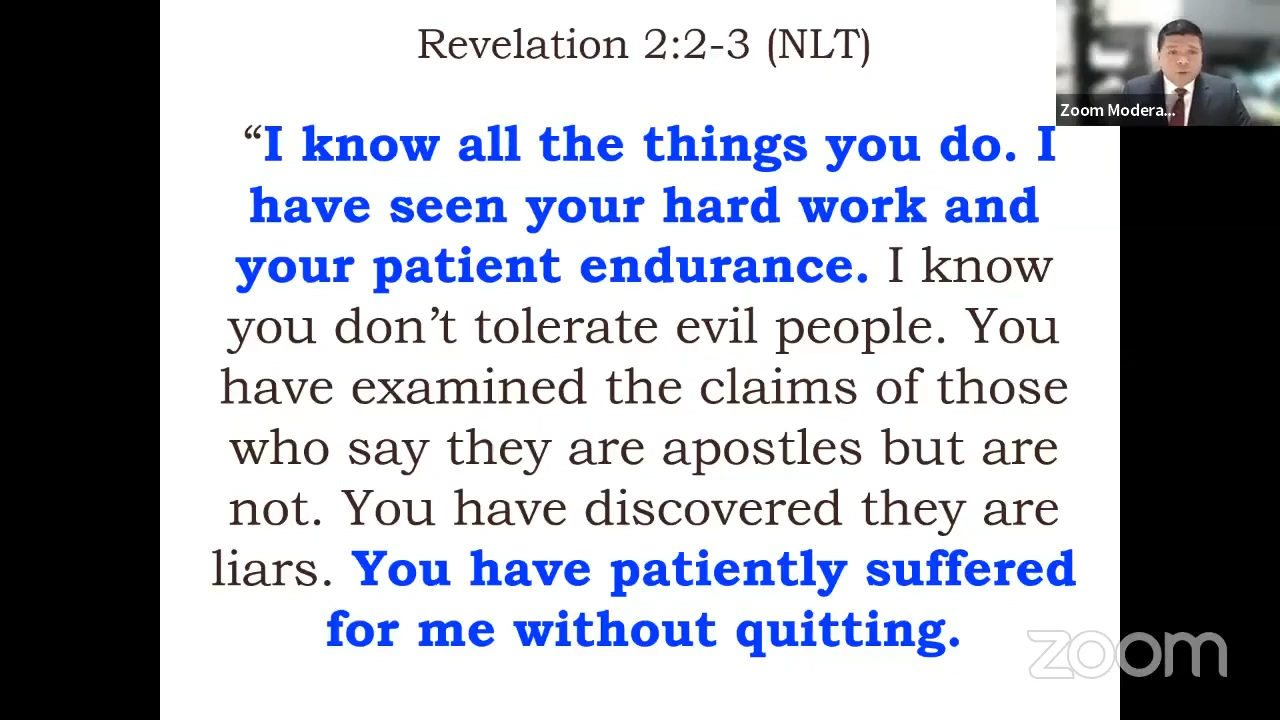 Revelation 2:2-3 (NLT)
Zoom Modera...
“I know all the things you do. I
have seen your hard work and
your patient endurance. I know
you don’t tolerate evil people. You
have examined the claims of those
who say they are apostles but are
not. You have discovered they are
liars. You have patiently suffered
for me without quitting.
zoom